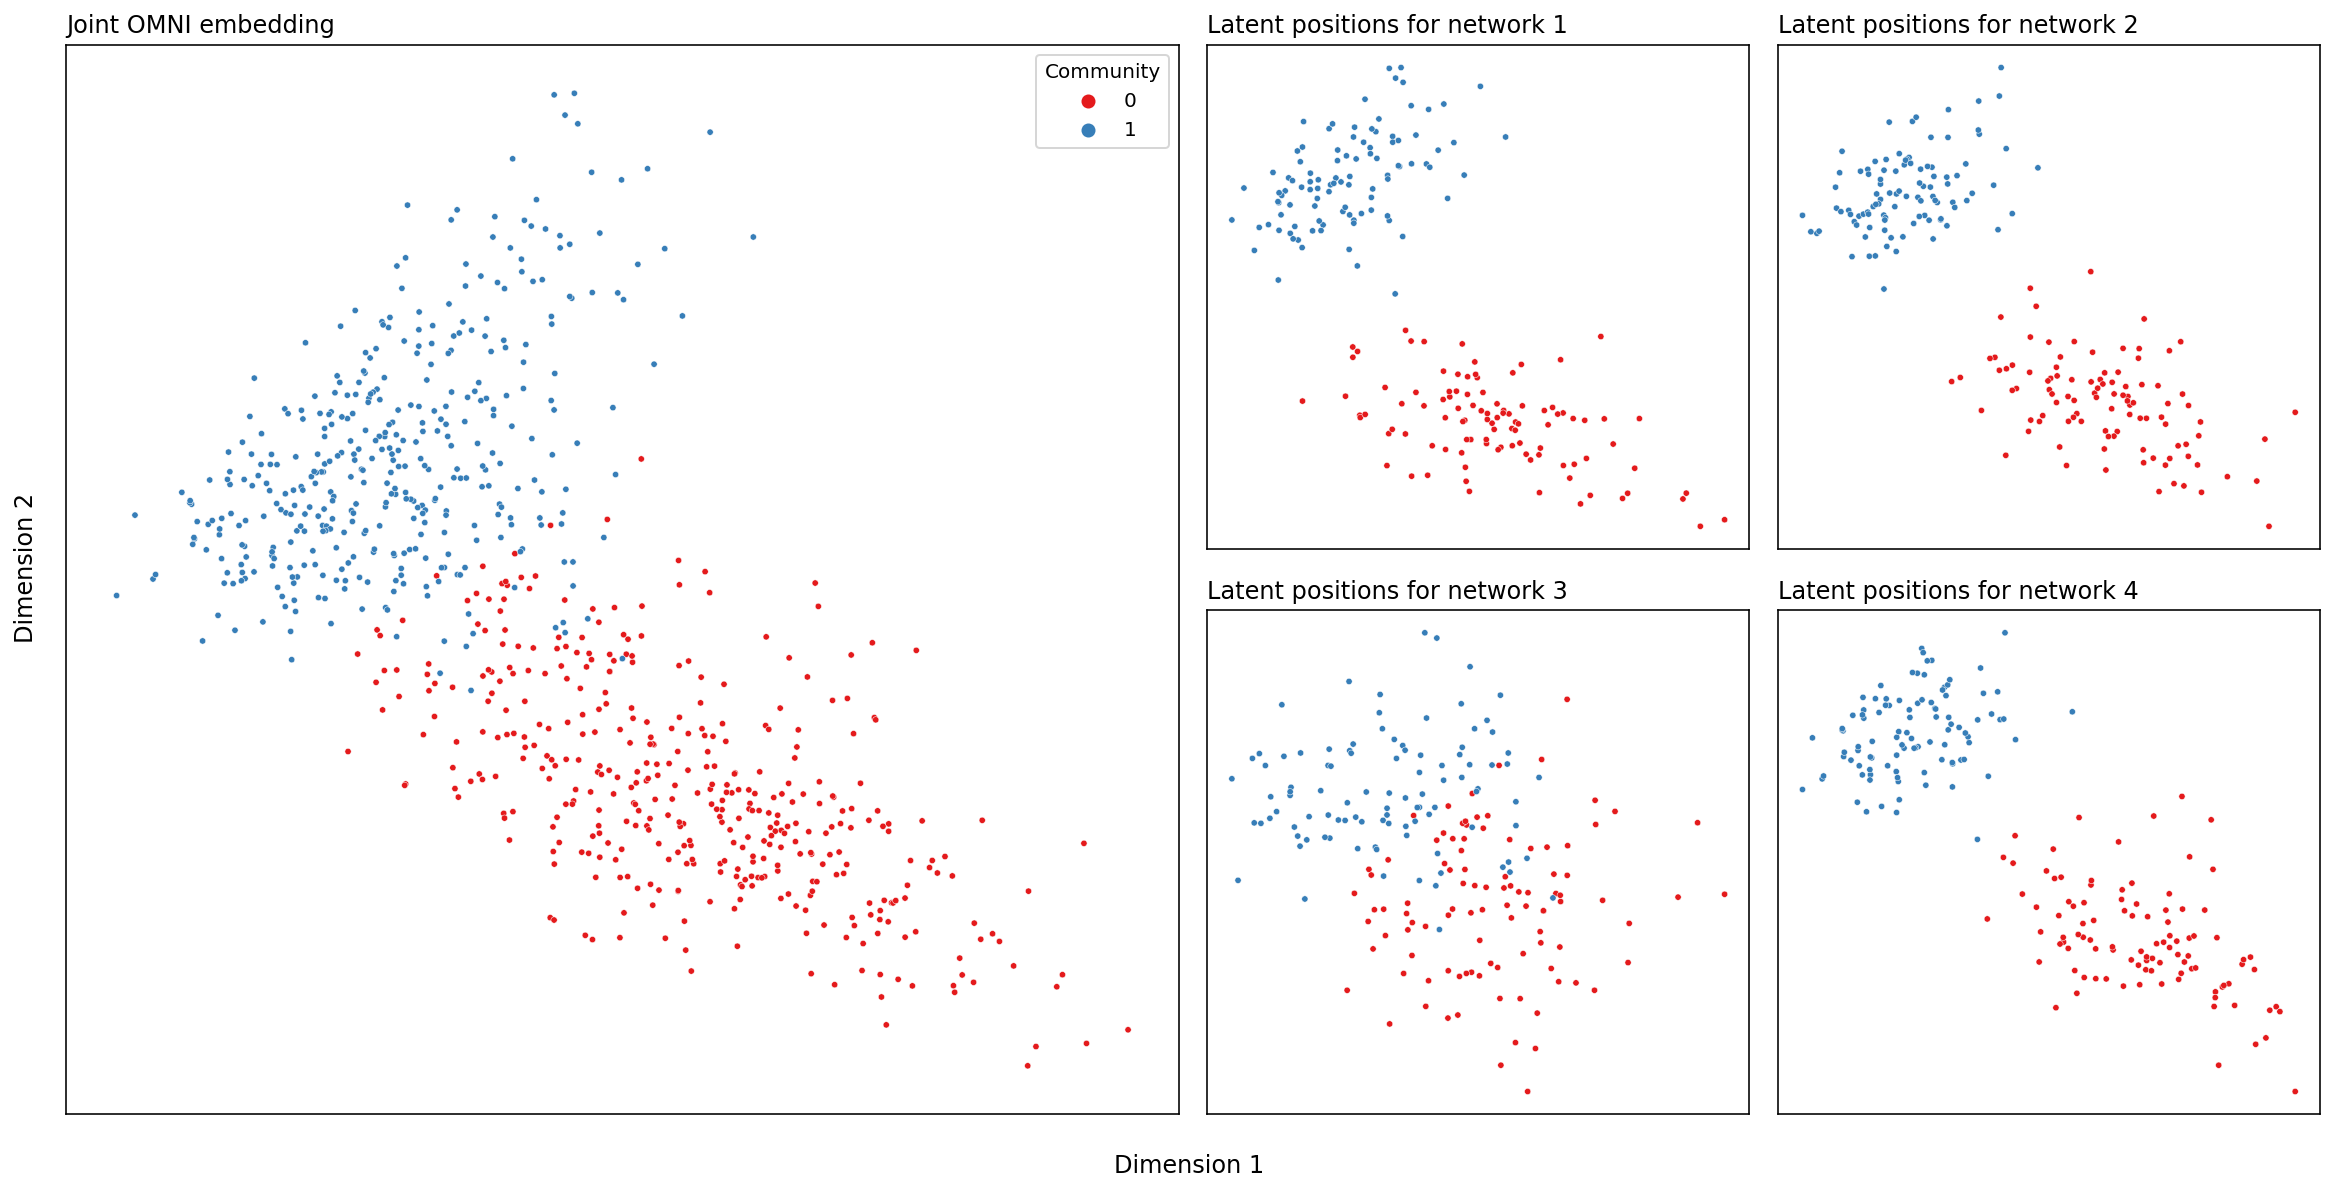 Joint OMNI embedding
Community
0
1
Latent positions for network 1
Latent positions for network 2
Latent positions for network 3
Latent positions for network 4
Dimension 2
Dimension 1